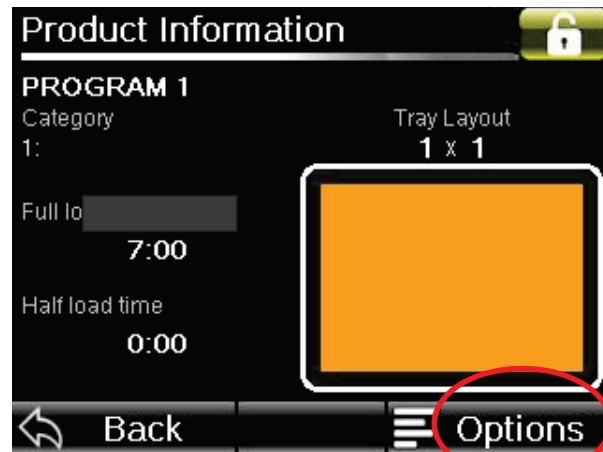 Product Information
PROGRAM 1
Category
1:
Tray Layout
1 x 1
Full lo
7:00
Half load time
0:00
Back
Options